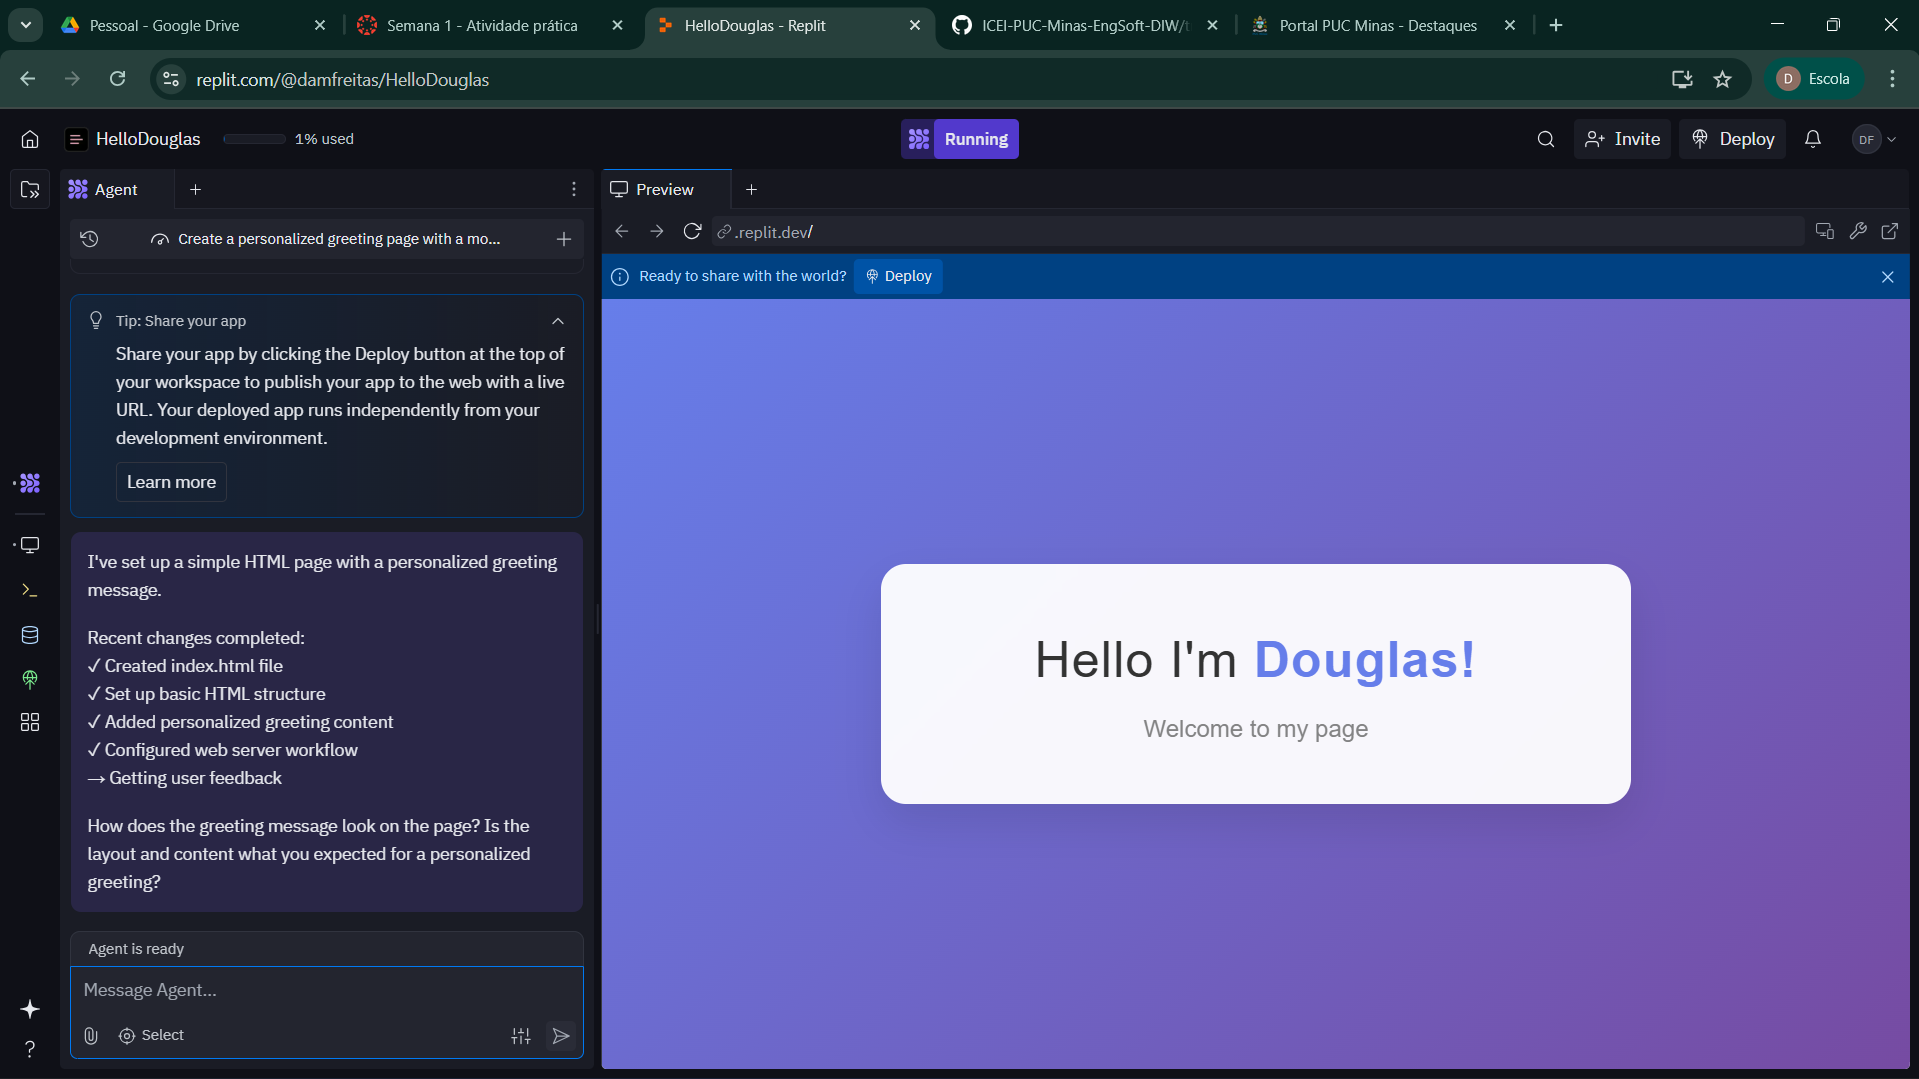 Pessoal - Google Drive
Semana 1 - Atividade prática
HelloDouglas - Replit
ICEI-PUC-Minas-EngSoft-DIW/t
Portal PUC Minas - Destaques
replit.com/@damfreitas/HelloDouglas
D
Escola
HelloDouglas
1% used
Running
Invite
Deploy
DF
Agent
Preview
Create a personalized greeting page with a mo...
.replit.dev/
Ready to share with the world?
Deploy
Tip: Share your app
Share your app by clicking the Deploy button at the top of
your workspace to publish your app to the web with a live
URL. Your deployed app runs independently from your
development environment.
Learn more
I've set up a simple HTML page with a personalized greeting
message.
Recent changes completed:
✓ Created index.html file
✓ Set up basic HTML structure
✓ Added personalized greeting content
✓ Configured web server workflow
→ Getting user feedback
How does the greeting message look on the page? Is the
layout and content what you expected for a personalized
greeting?
Agent is ready
Message Agent...
Select
Hello I'm Douglas!
Welcome to my page